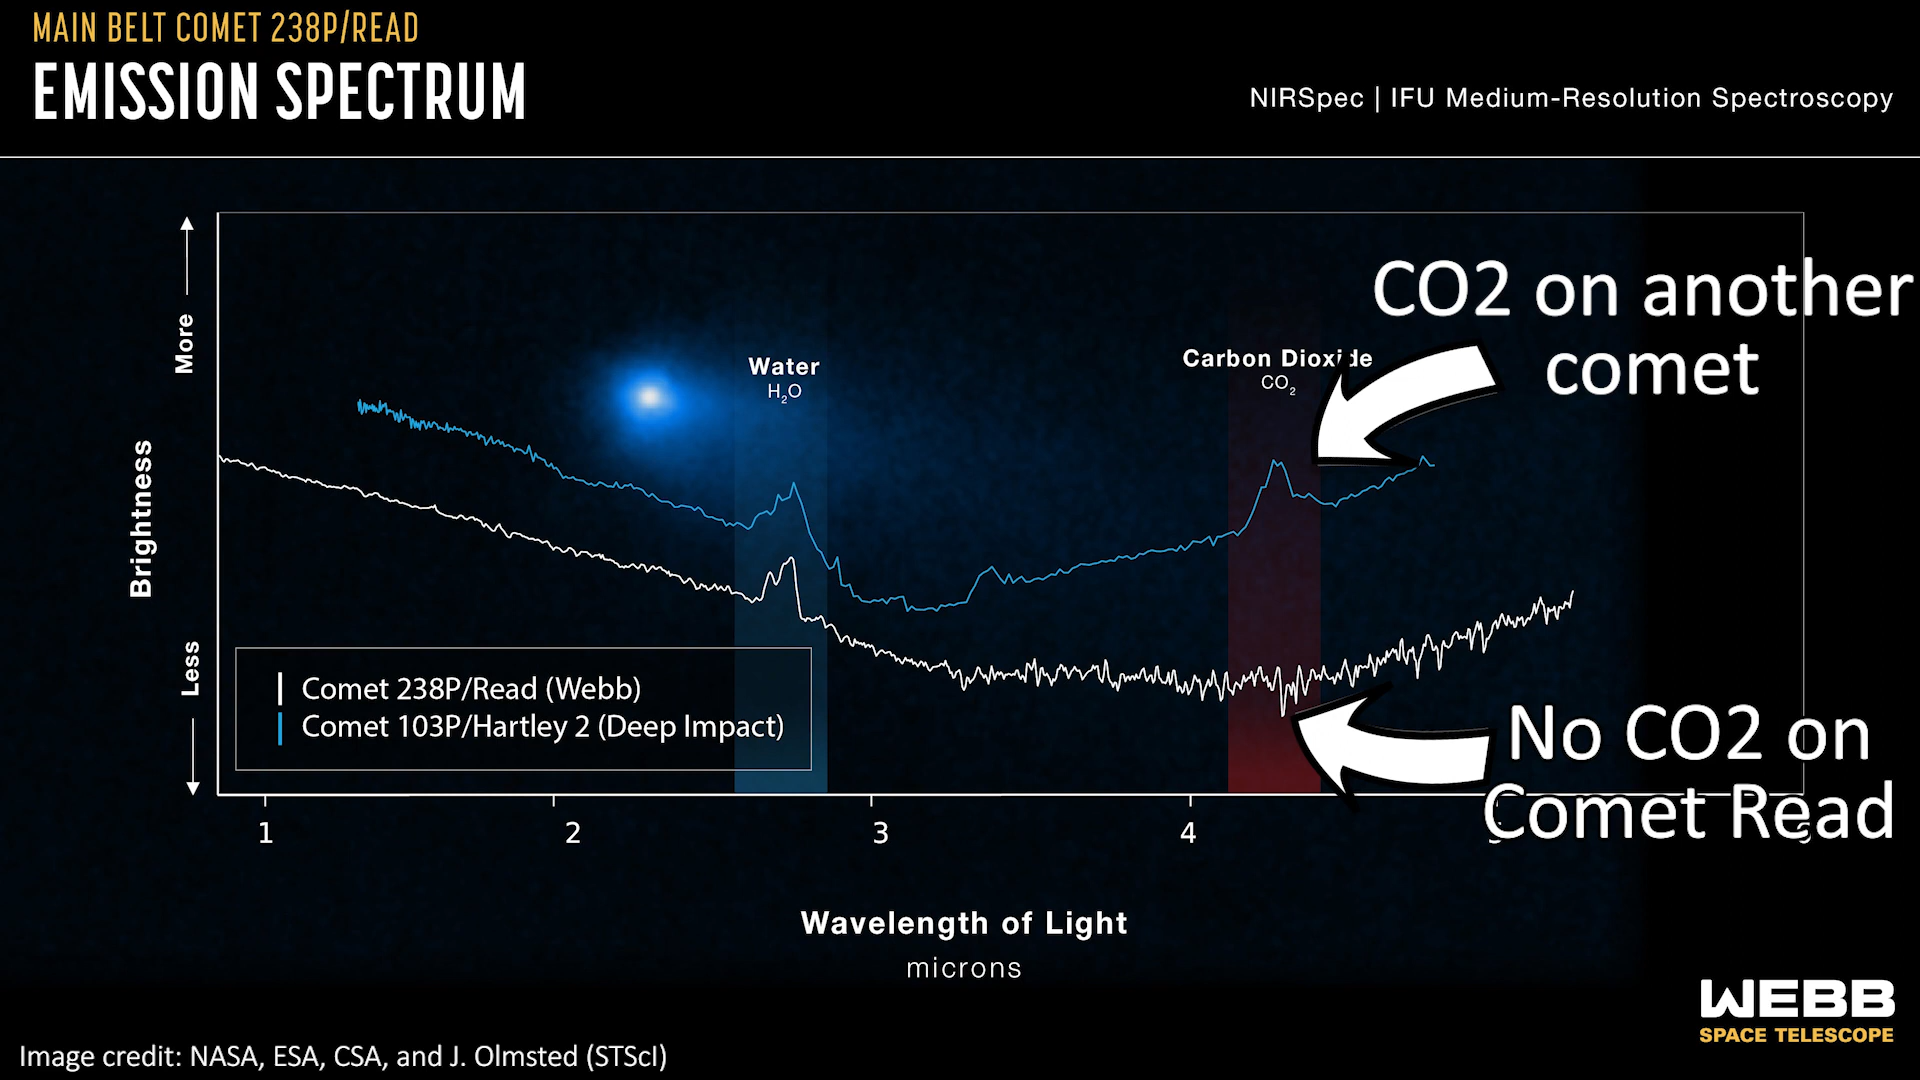 MAIN BELT COMET 238P/READ
EMISSION SPECTRUM
NIRSpec | IFU Medium-Resolution Spectroscopy
CO2 on another
comet
More
Brightness
Less
Water
H₂O
Carbon Dioxide
CO₂
Comet 238P/Read (Webb)
Comet 103P/Hartley 2 (Deep Impact)
No CO2 on
Comet Read
1 2 3 4
Wavelength of Light
microns
WEBB
SPACE TELESCOPE
Image credit: NASA, ESA, CSA, and J. Olmsted (STScI)